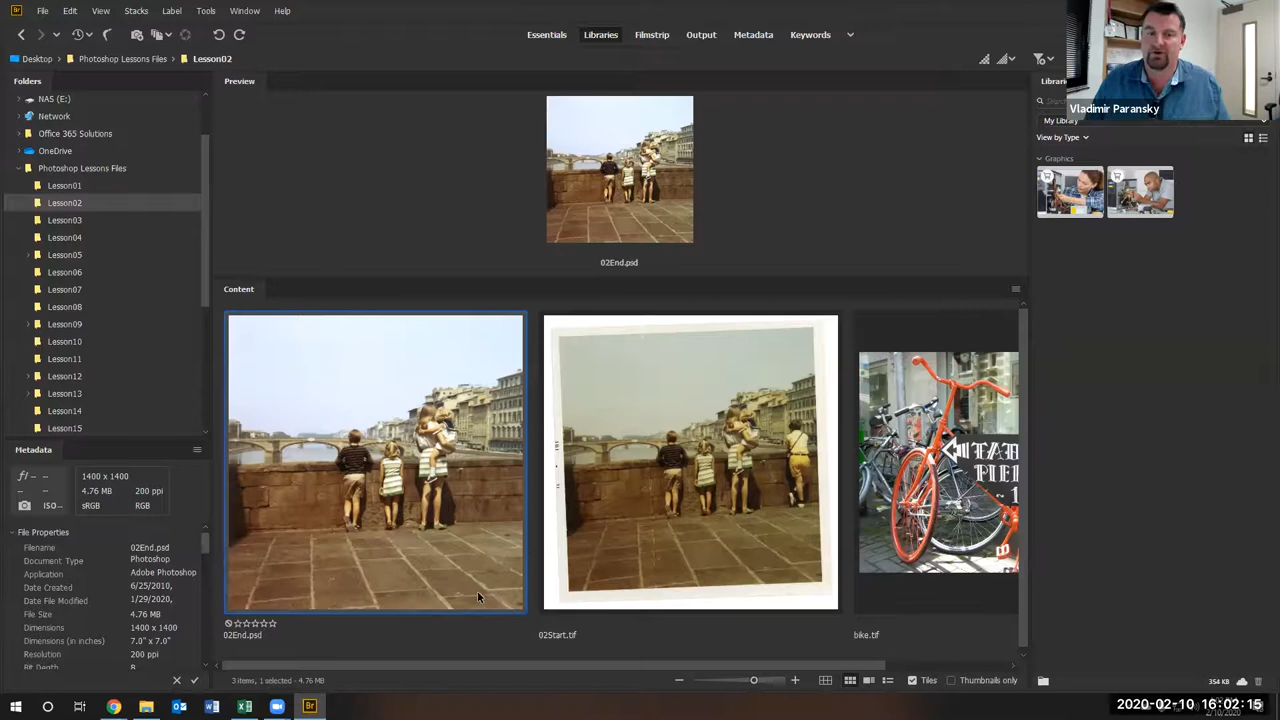 Br File Edit View Stacks Label Tools Window Help
Essentials Libraries Filmstrip Output Metadata Keywords
Desktop Photoshop Lessons Files Lesson02
Folders
NAS (E:)
Network
Office 365 Solutions
OneDrive
Photoshop Lessons Files
Lesson01
Lesson02
Lesson03
Lesson04
Lesson05
Lesson06
Lesson07
Lesson08
Lesson09
Lesson10
Lesson11
Lesson12
Lesson13
Lesson14
Lesson15
Metadata
1400 x 1400
4.76 MB 200 ppi
ISO... sRGB RGB
File Properties
Filename 02End.psd
Document Type Photoshop
Application Adobe Photoshop
Date Created 6/25/2010,
Date File Modified 1/29/2020,
File Size 4.76 MB
Dimensions 1400 x 1400
Dimensions (in inches) 7.0" x 7.0"
Resolution 200 ppi
Bit Depth 8
Preview
02End.psd
Content
02End.psd 02Start.tif bike.tif
3 items, 1 selected - 4.76 MB
Tiles Thumbnails only
Vladimir Paransky
My Library
View by Type
Graphics
354 KB
2020-02-10 16:02:15